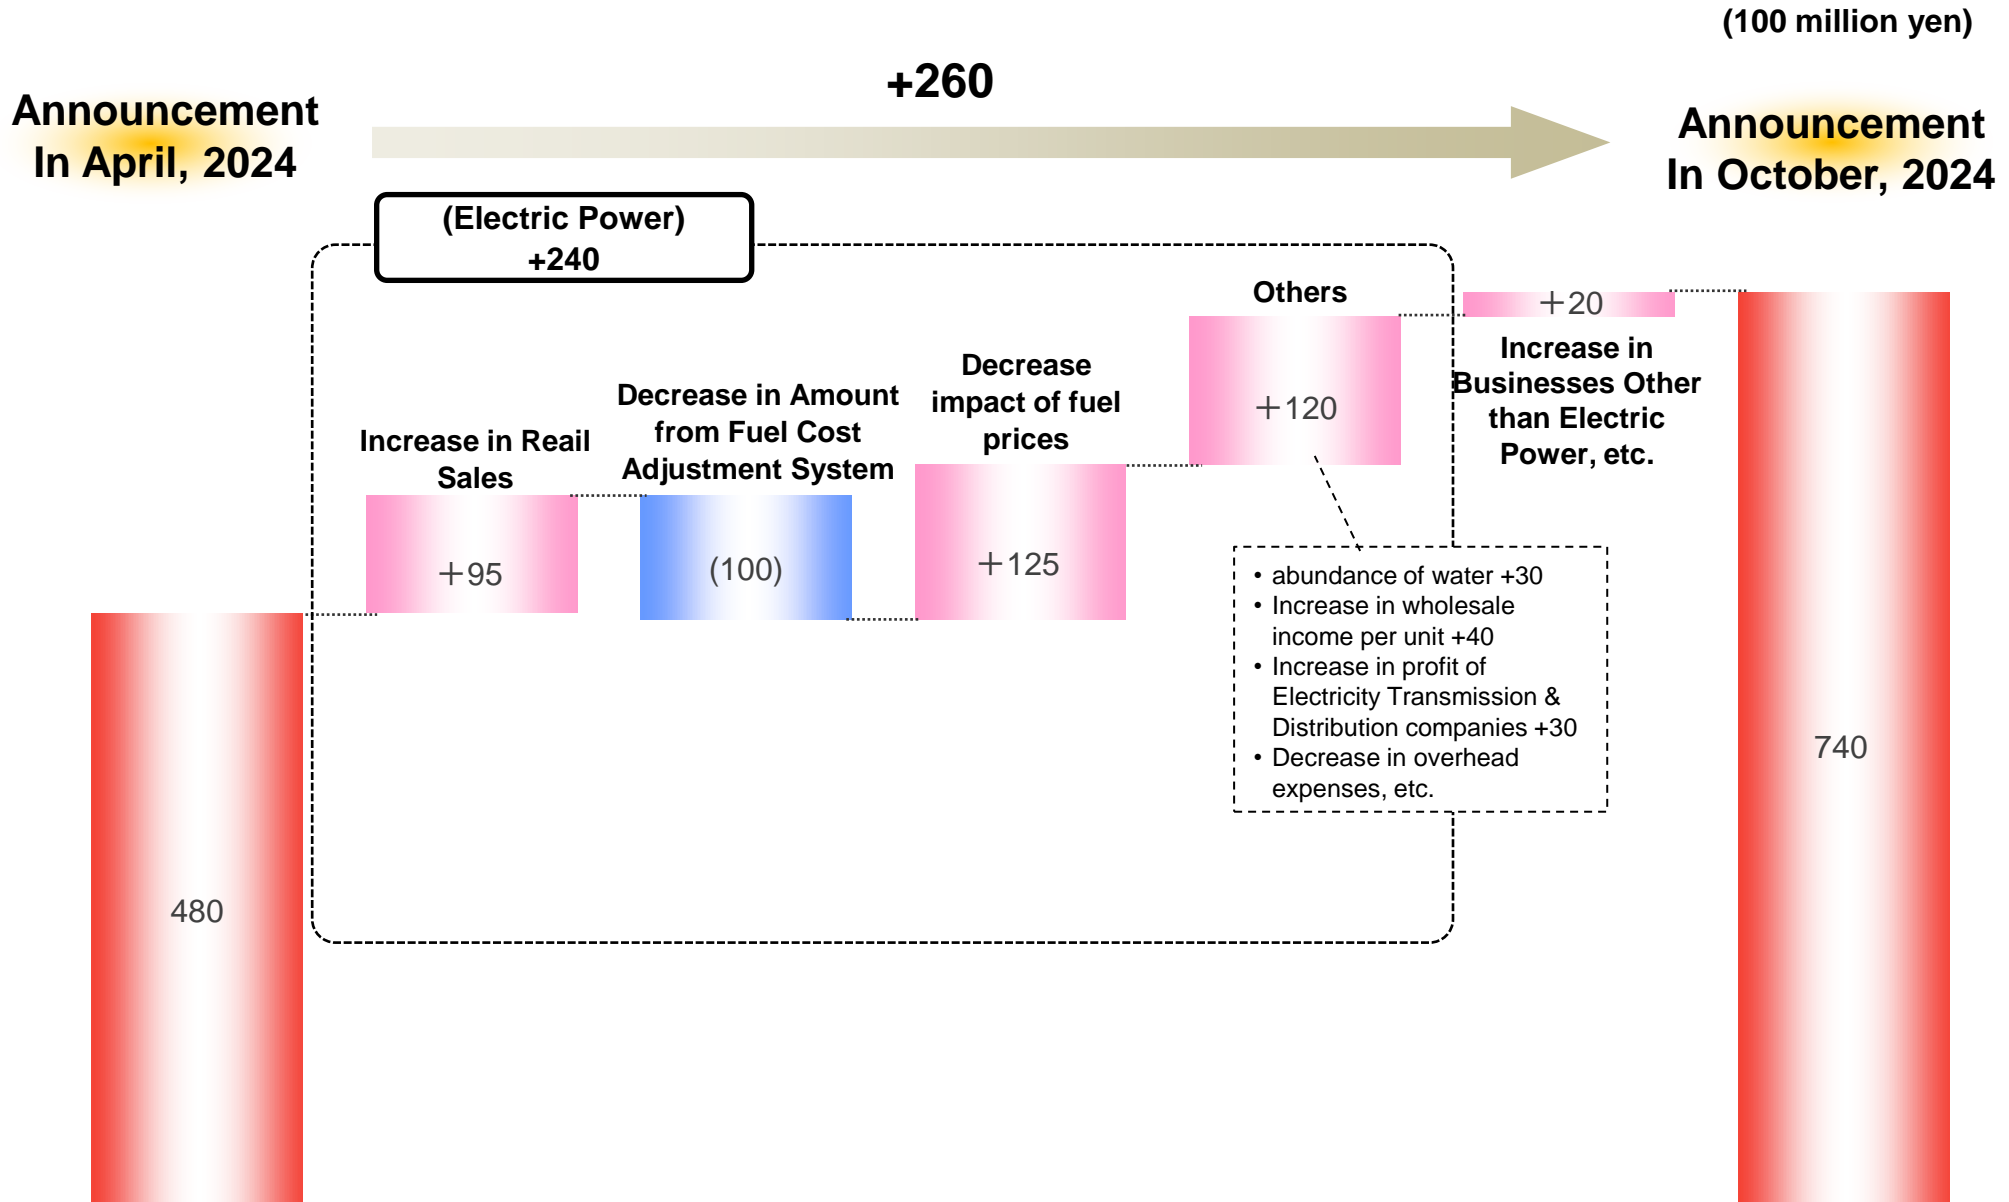 (100 million yen)
+260
Announcement
In April, 2024
Announcement
In October, 2024
(Electric Power)
+240
Increase in Reail
Sales
+95
Decrease in Amount
from Fuel Cost
Adjustment System
(100)
Decrease
impact of fuel
prices
+125
Others
+120
+20
Increase in
Businesses Other
than Electric
Power, etc.
• abundance of water +30
• Increase in wholesale
income per unit +40
• Increase in profit of
Electricity Transmission &
Distribution companies +30
• Decrease in overhead
expenses, etc.
480
740